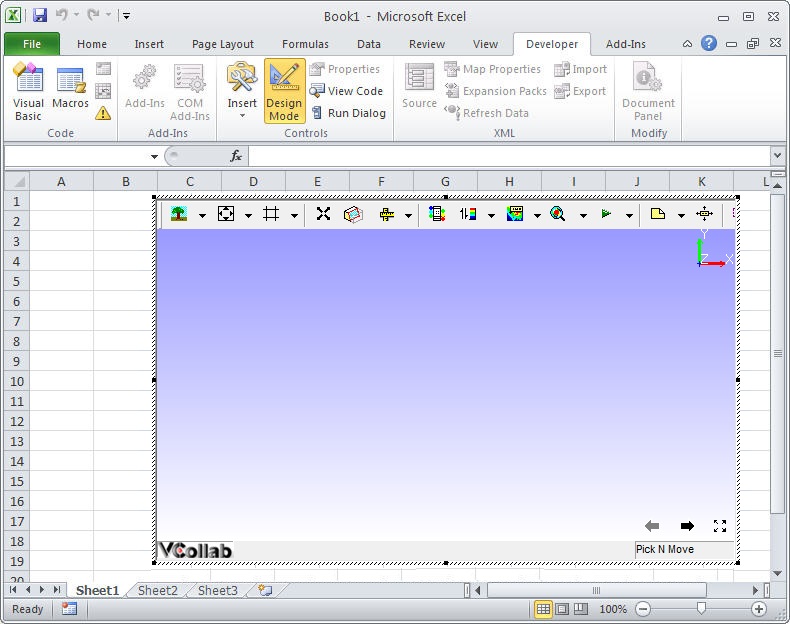 Book1 - Microsoft Excel
File Home Insert Page Layout Formulas Data Review View Developer Add-Ins
Visual Basic
Macros
Code
Add-Ins
COM Add-Ins
Add-Ins
Insert
Design Mode
Properties
View Code
Run Dialog
Controls
Source
Map Properties
Expansion Packs
Refresh Data
Import
Export
XML
Document Panel
Modify
fx
A B C D E F G H I J K L
1
2
3
4
5
6
7
8
9
10
11
12
13
14
15
16
17
18
19
20
Y
Z X
VCollab
Pick N Move
Sheet1 Sheet2 Sheet3
Ready
100%